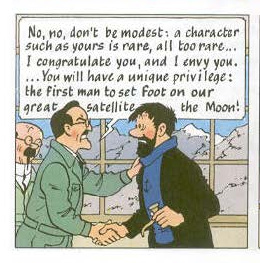 No, no, don't be modest: a character
such as yours is rare, all too rare...
I congratulate you, and I envy you.
...You will have a unique privilege:
the first man to set foot on our
great satellite the Moon!